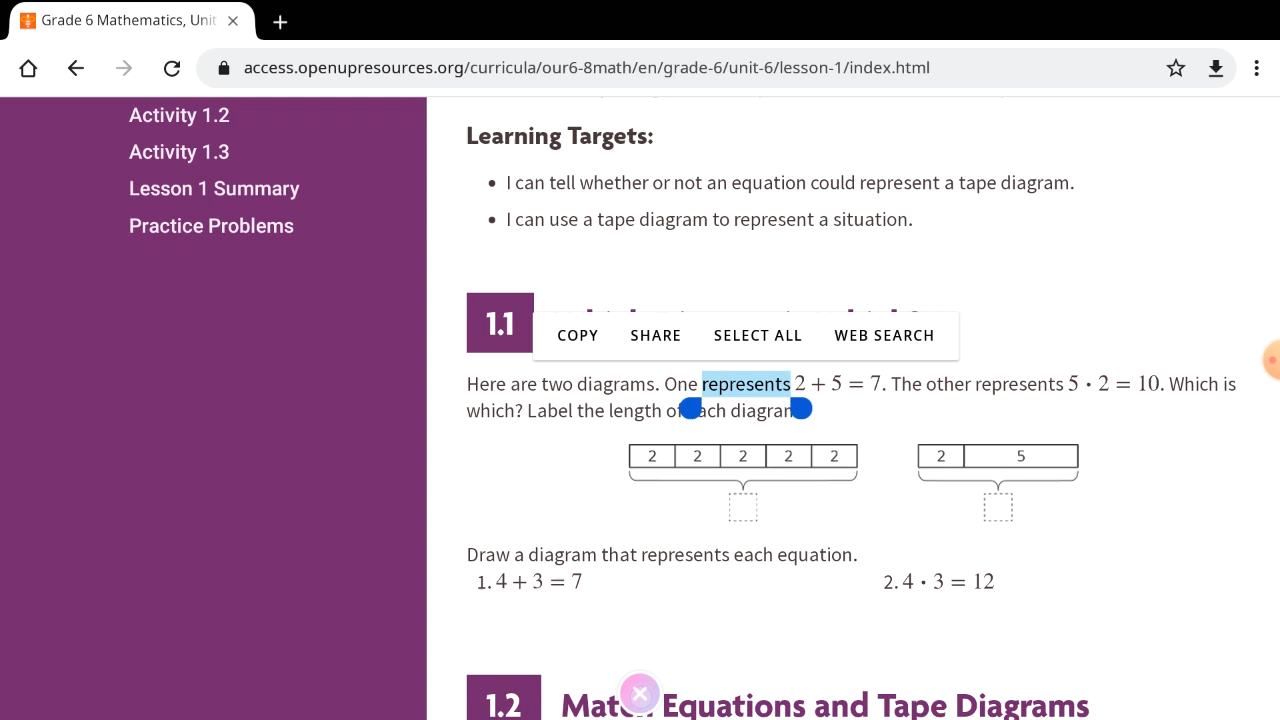 Grade 6 Mathematics, Unit
access.openupresources.org/curricula/our6-8math/en/grade-6/unit-6/lesson-1/index.html
Activity 1.2
Activity 1.3
Lesson 1 Summary
Practice Problems
Learning Targets:
• I can tell whether or not an equation could represent a tape diagram.
• I can use a tape diagram to represent a situation.
1.1
COPY SHARE SELECT ALL WEB SEARCH
Here are two diagrams. One represents 2 + 5 = 7. The other represents 5 · 2 = 10. Which is
which? Label the length of each diagram
2 2 2 2 2
2 5
Draw a diagram that represents each equation.
1. 4 + 3 = 7
2. 4 · 3 = 12
1.2 Match Equations and Tape Diagrams